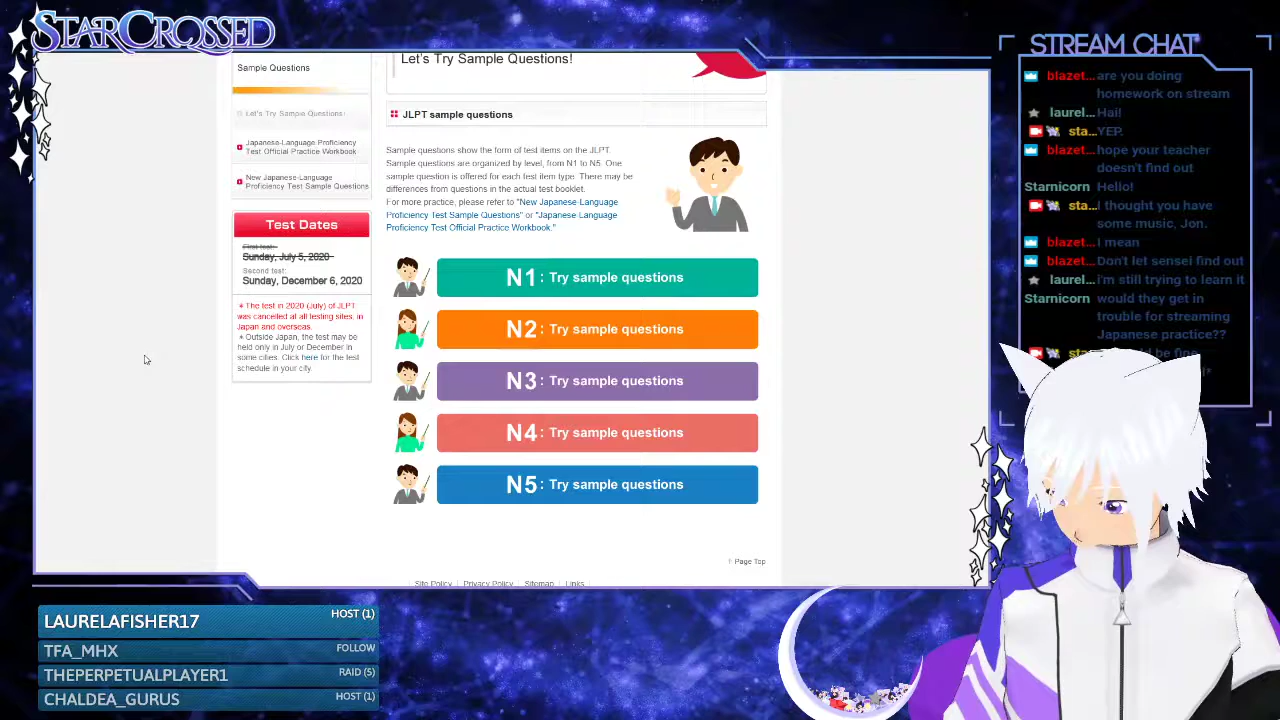 STARCROSSED
Sample Questions
Let's Try Sample Questions!
Japanese-Language Proficiency
Test Official Practice Workbook
New Japanese-Language
Proficiency Test Sample Questions
Test Dates
First test:
Sunday, July 5, 2020
Second test:
Sunday, December 6, 2020
*The test in 2020 (July) of JLPT
was cancelled at all testing sites, in
Japan and overseas.
*Outside Japan, the test may be
held only in July or December in
some cities. Click here for the test
schedule in your city.
Let's Try Sample Questions!
JLPT sample questions
Sample questions show the form of test items on the JLPT.
Sample questions are organized by level, from N1 to N5. One
sample question is offered for each test item type. There may be
differences from questions in the actual test booklet.
For more practice, please refer to "New Japanese-Language
Proficiency Test Sample Questions" or "Japanese-Language
Proficiency Test Official Practice Workbook."
N1: Try sample questions
N2: Try sample questions
N3: Try sample questions
N4: Try sample questions
N5: Try sample questions
↑ Page Top
Site Policy | Privacy Policy | Sitemap | Links
STREAM CHAT
blazet... are you doing
homework on stream
laurel... Hai!
sta... YEP.
blazet... hope your teacher
doesn't find out
Starnicorn Hello!
sta... I thought you have
some music, Jon.
blazet... I mean
blazet... Don't let sensei find out
laurel... i'm still trying to learn it
Starnicorn would they get in
trouble for streaming
Japanese practice??
LAURELAFISHER17 HOST (1)
TFA_MHX FOLLOW
THEPERPETUALPLAYER1 RAID (5)
CHALDEA_GURUS HOST (1)